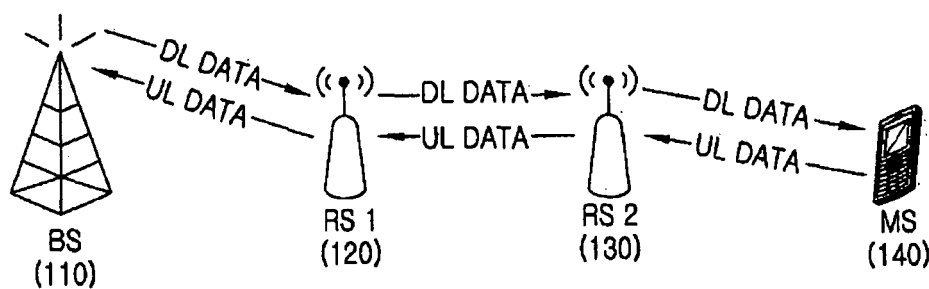 DL DATA
UL DATA
DL DATA
UL DATA
DL DATA
UL DATA
BS
(110)
RS 1
(120)
RS 2
(130)
MS
(140)